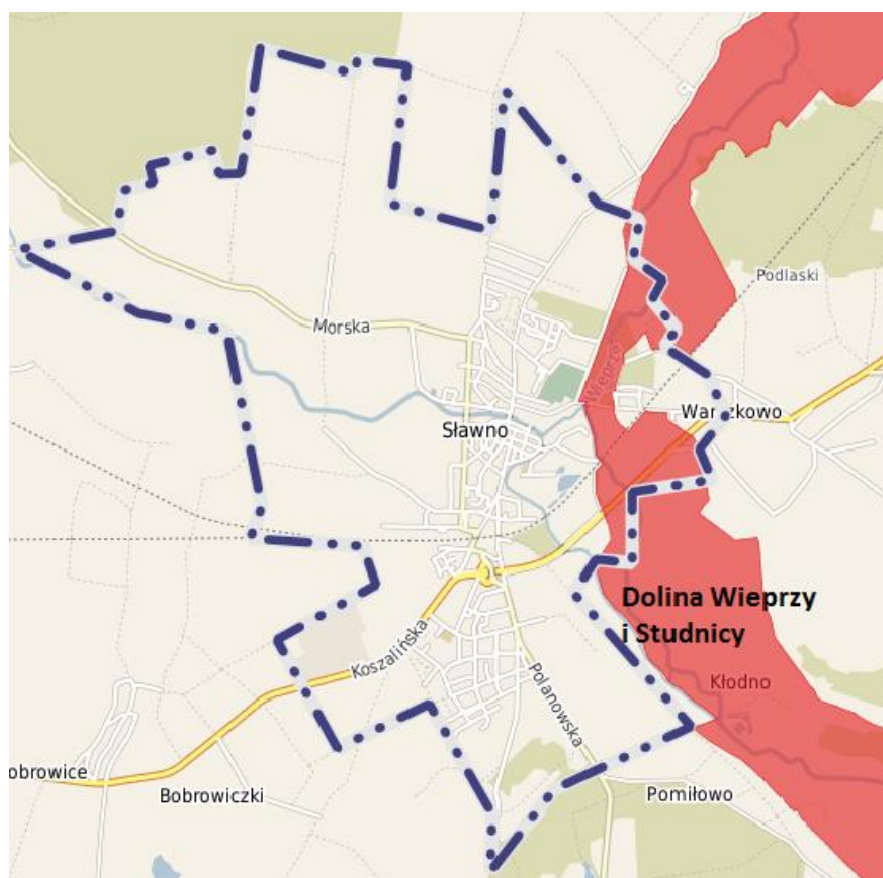 Podlaski
Morska
Wieprza
Sławno
Dolina Wieprzy
i Studnicy
Koszalińska
Kłodno
Polanowska
obrowice
Bobrowiczki
Pomiłowo